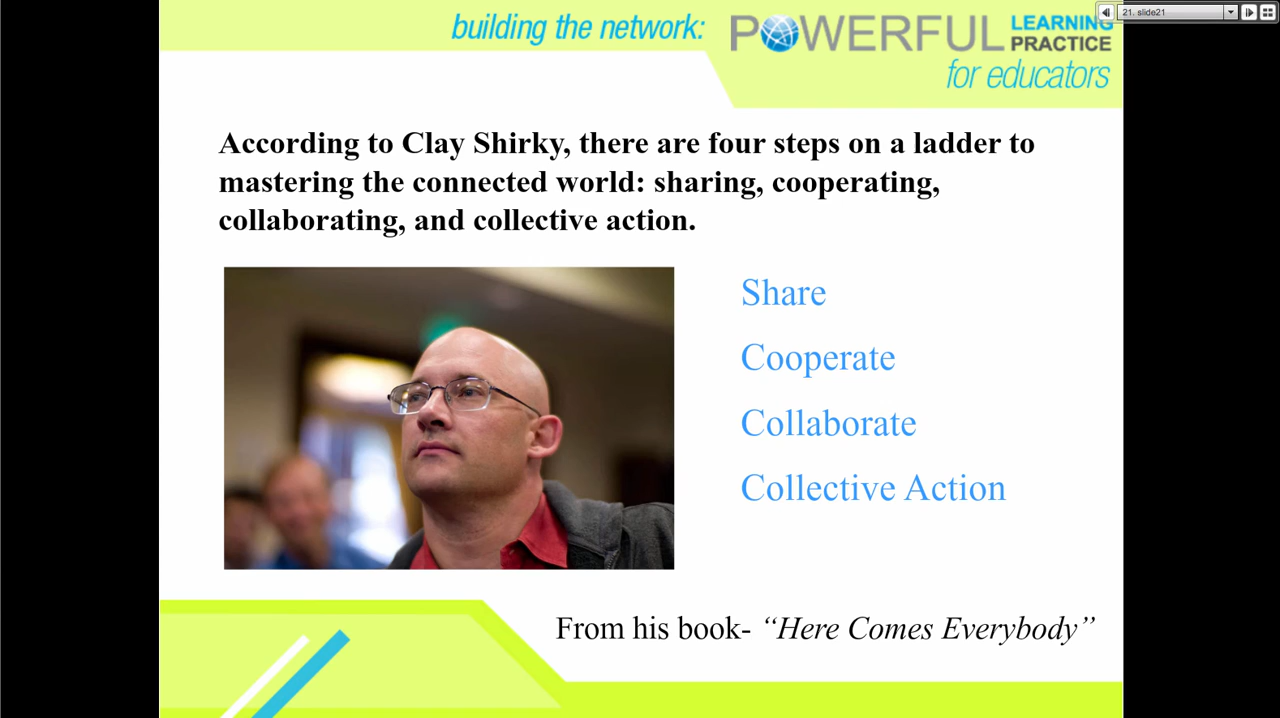 building the network:
POWERFUL LEARNING PRACTICE
for educators
21. slide21
According to Clay Shirky, there are four steps on a ladder to
mastering the connected world: sharing, cooperating,
collaborating, and collective action.
Share
Cooperate
Collaborate
Collective Action
From his book- “Here Comes Everybody”